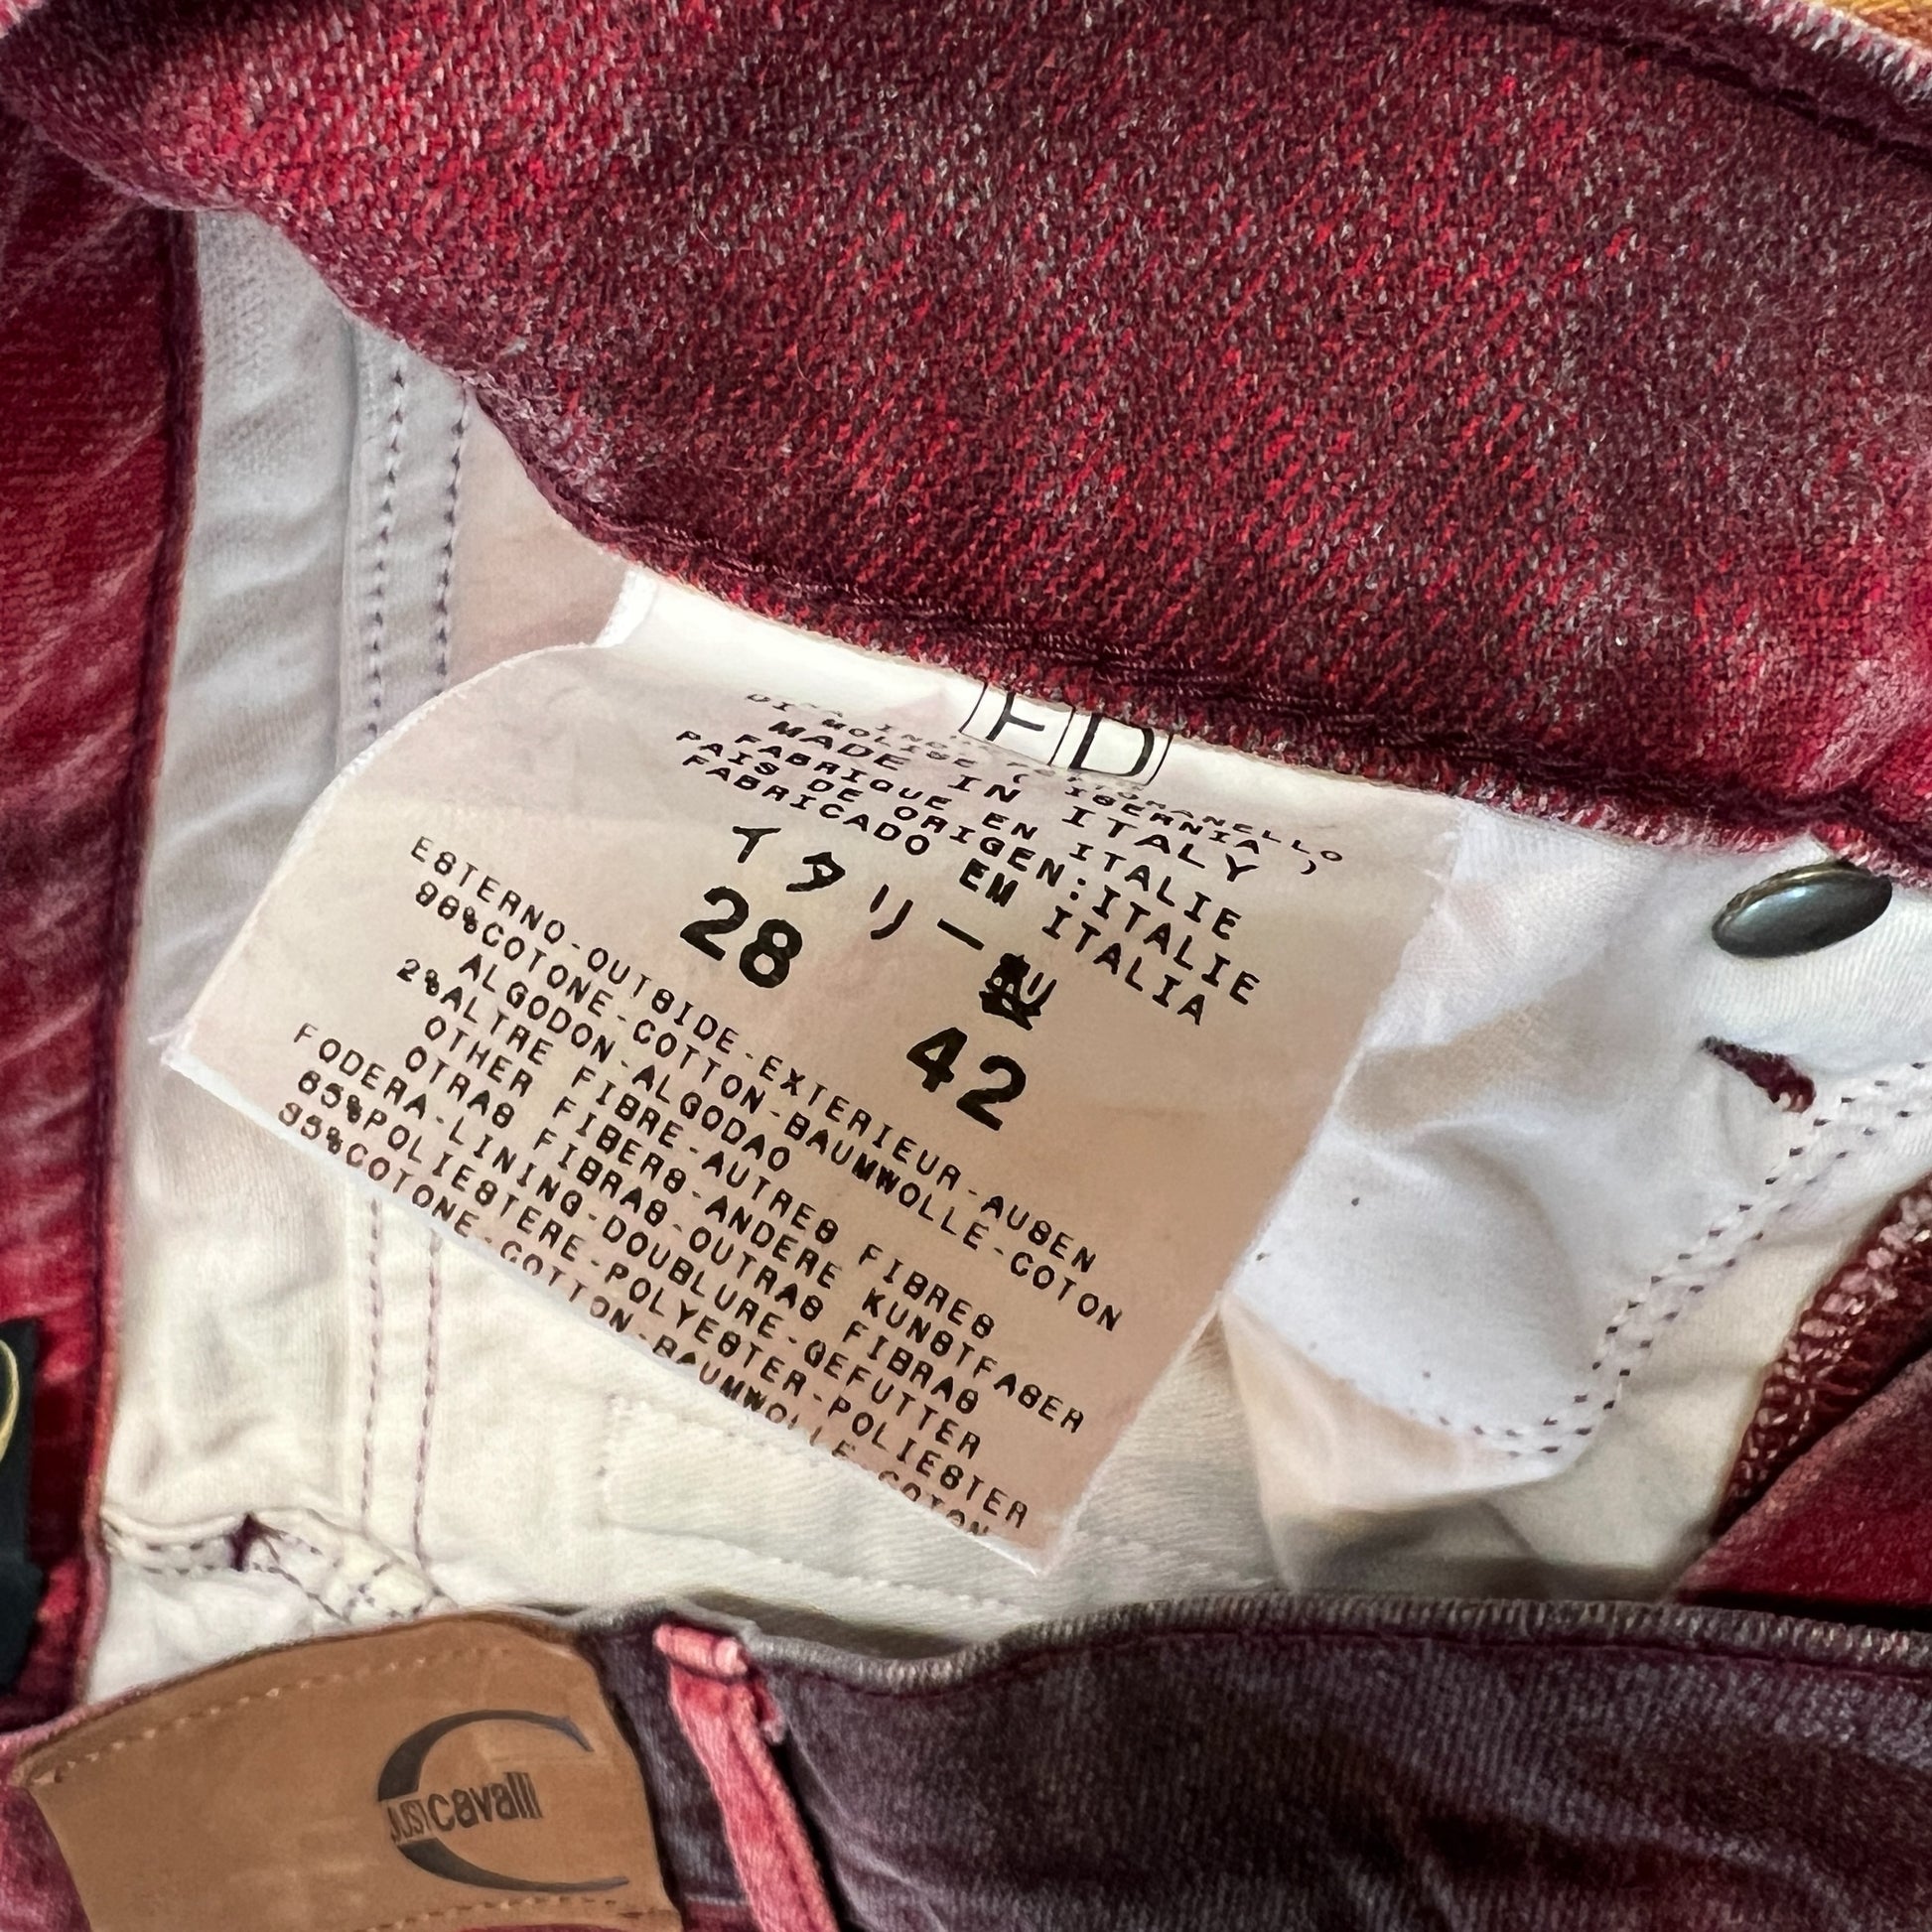 FD
DI MOLISE ( ISERNIA )
MADE IN ITALY
FABRIQUE EN ITALIE
PAIS DE ORIGEN:ITALIE
FABRICADO EM ITALIA
イタリー製
28 42
ESTERNO-OUTSIDE-EXTERIEUR-AUSEN
98%COTONE-COTTON-BAUMWOLLE-COTON
ALGODON-ALGODAO
2%ALTRE FIBRE-AUTRES FIBRES
OTHER FIBERS-ANDERE KUNSTFASER
OTRAS FIBRAS-OUTRAS FIBRAS
FODERA-LINING-DOUBLURE-GEFUTTER
65%POLIESTERE-POLYESTER-POLIESTER
35%COTONE-COTTON-BAUMWOLLE-COTON
JUST cavalli